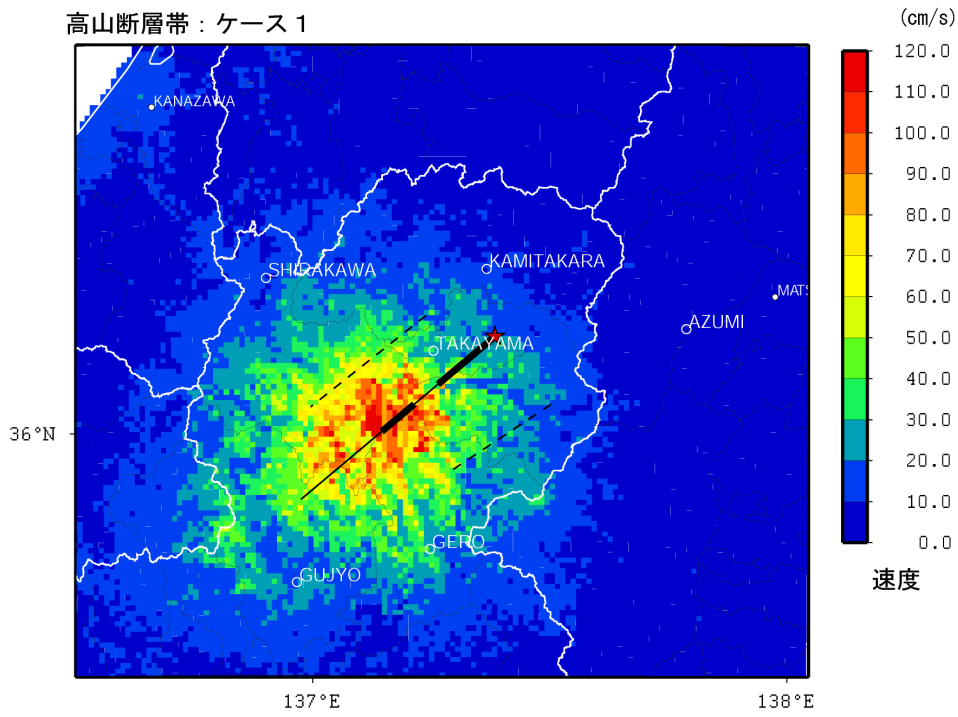 高山断層帯：ケース１
(cm/s)
120.0
110.0
100.0
90.0
80.0
70.0
60.0
50.0
40.0
30.0
20.0
10.0
0.0
速度
KANAZAWA
SHIRAKAWA
KAMITAKARA
MATS
AZUMI
TAKAYAMA
36°N
GERO
GUJYO
137°E
138°E